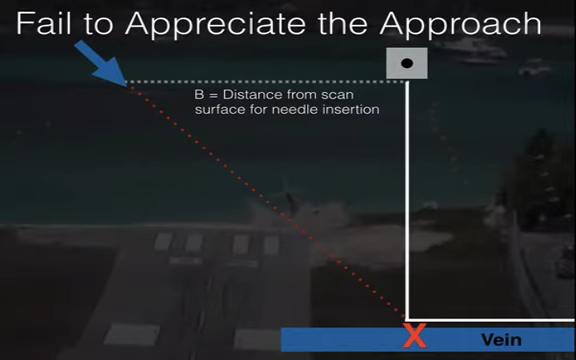 Fail to Appreciate the Approach
B = Distance from scan
surface for needle insertion
X
Vein